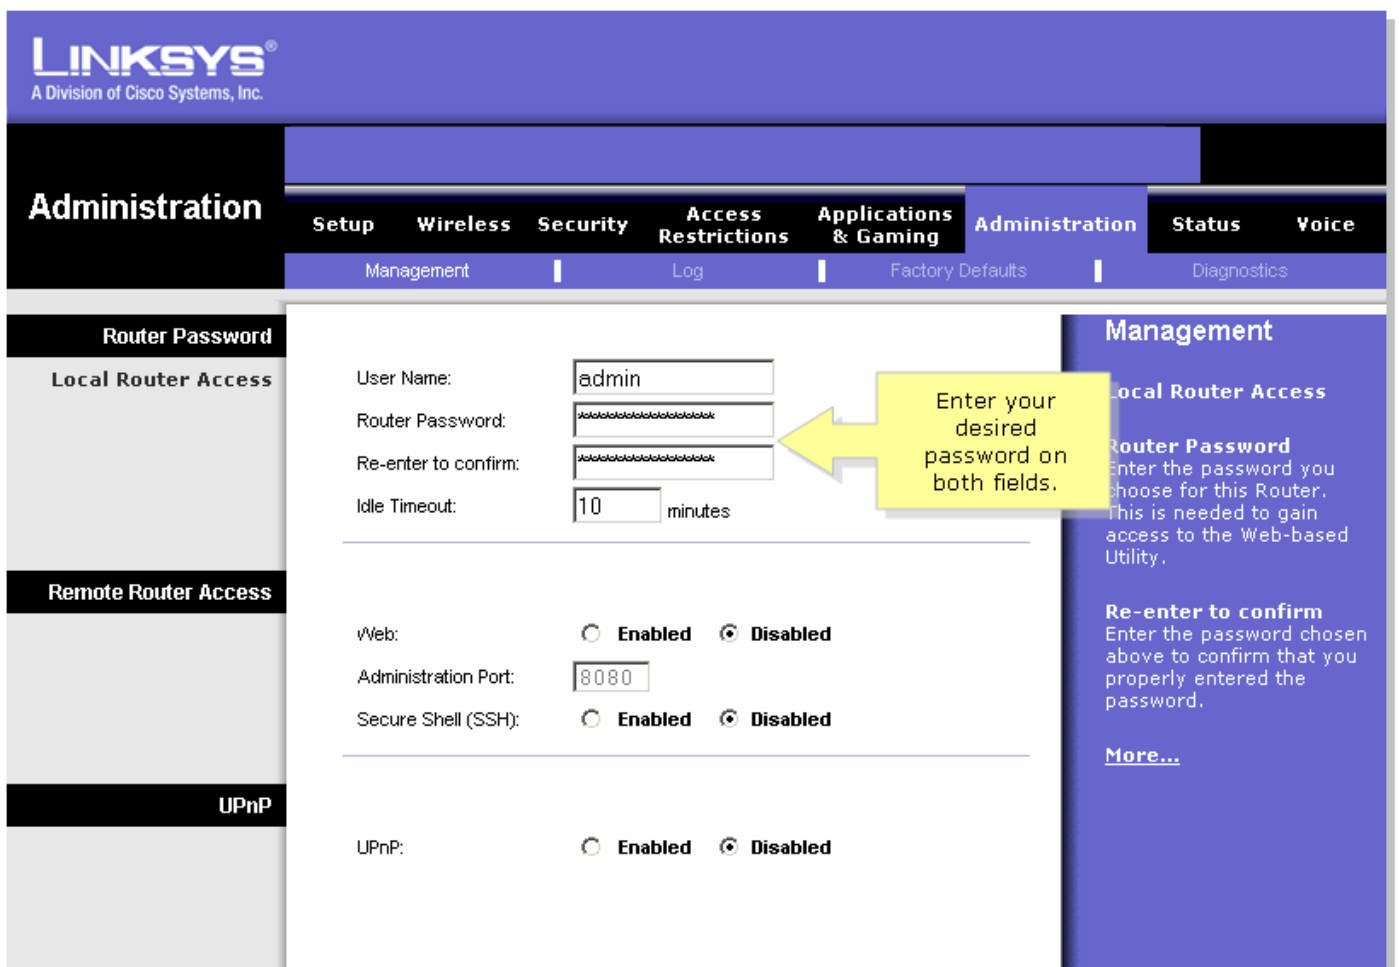 LINKSYS®
A Division of Cisco Systems, Inc.
Administration
Setup
Wireless
Security
Access
Restrictions
Applications
& Gaming
Administration
Status
Voice
Management
Log
Factory Defaults
Diagnostics
Router Password
Local Router Access
User Name:
admin
Router Password:
*******************
Re-enter to confirm:
*******************
Idle Timeout:
10
minutes
Enter your
desired
password on
both fields.
Remote Router Access
Web:
Enabled
Disabled
Administration Port:
8080
Secure Shell (SSH):
Enabled
Disabled
UPnP
UPnP:
Enabled
Disabled
Management
Local Router Access
Router Password
Enter the password you
choose for this Router.
This is needed to gain
access to the Web-based
Utility.
Re-enter to confirm
Enter the password chosen
above to confirm that you
properly entered the
password.
More...